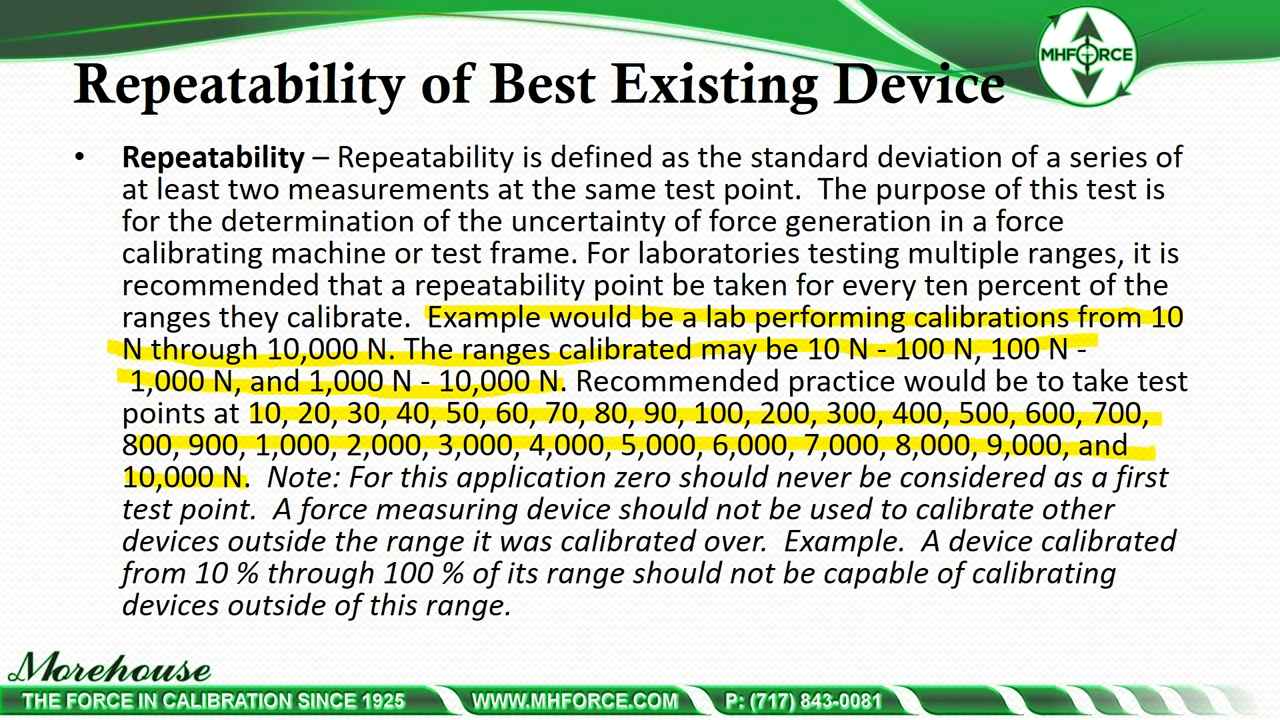 MHFORCE
Repeatability of Best Existing Device
• Repeatability – Repeatability is defined as the standard deviation of a series of
at least two measurements at the same test point.  The purpose of this test is
for the determination of the uncertainty of force generation in a force
calibrating machine or test frame. For laboratories testing multiple ranges, it is
recommended that a repeatability point be taken for every ten percent of the
ranges they calibrate.  Example would be a lab performing calibrations from 10
N through 10,000 N. The ranges calibrated may be 10 N - 100 N, 100 N -
1,000 N, and 1,000 N - 10,000 N. Recommended practice would be to take test
points at 10, 20, 30, 40, 50, 60, 70, 80, 90, 100, 200, 300, 400, 500, 600, 700,
800, 900, 1,000, 2,000, 3,000, 4,000, 5,000, 6,000, 7,000, 8,000, 9,000, and
10,000 N.  Note: For this application zero should never be considered as a first
test point.  A force measuring device should not be used to calibrate other
devices outside the range it was calibrated over.  Example.  A device calibrated
from 10 % through 100 % of its range should not be capable of calibrating
devices outside of this range.
Morehouse
THE FORCE IN CALIBRATION SINCE 1925 WWW.MHFORCE.COM P: (717) 843-0081